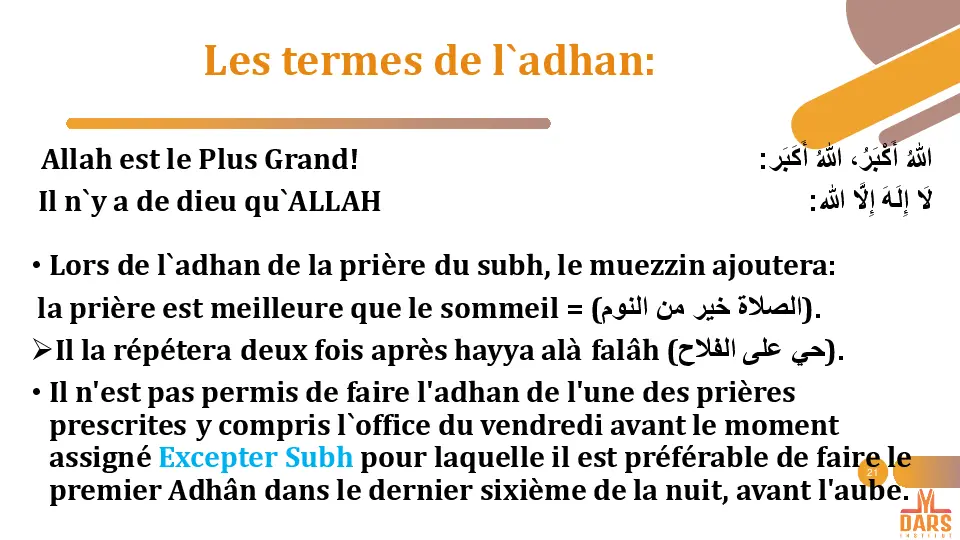 Les termes de l`adhan:
Allah est le Plus Grand! اللهُ أَكْبَرُ، اللهُ أَكَبَر:
Il n`y a de dieu qu`ALLAH لَا إِلَـهَ إِلَّا الله:
• Lors de l`adhan de la prière du subh, le muezzin ajoutera:
la prière est meilleure que le sommeil = (الصلاة خير من النوم).
➢Il la répétera deux fois après hayya alà falâh (حي على الفلاح).
• Il n'est pas permis de faire l'adhan de l'une des prières
prescrites y compris l`office du vendredi avant le moment
assigné Excepter Subh pour laquelle il est préférable de faire le
premier Adhân dans le dernier sixième de la nuit, avant l'aube.
21
DARS
INSTITUT